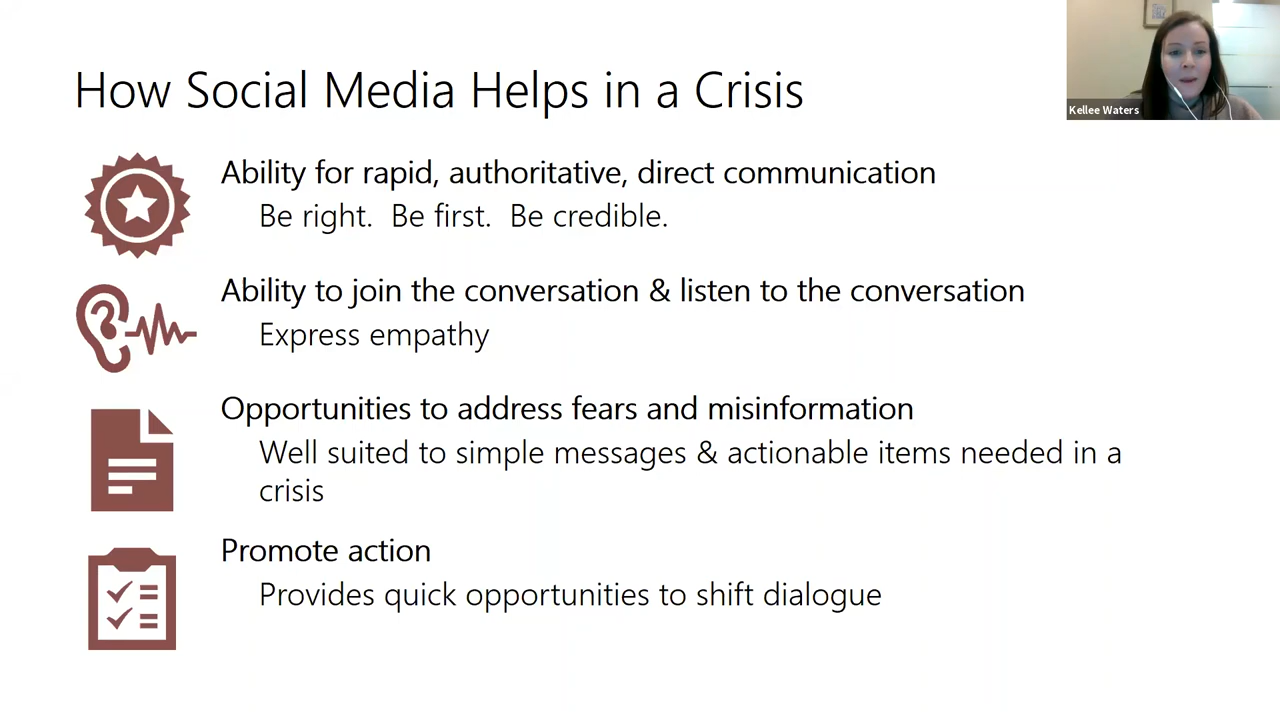 How Social Media Helps in a Crisis
Kellee Waters
Ability for rapid, authoritative, direct communication
Be right. Be first. Be credible.
Ability to join the conversation & listen to the conversation
Express empathy
Opportunities to address fears and misinformation
Well suited to simple messages & actionable items needed in a
crisis
Promote action
Provides quick opportunities to shift dialogue